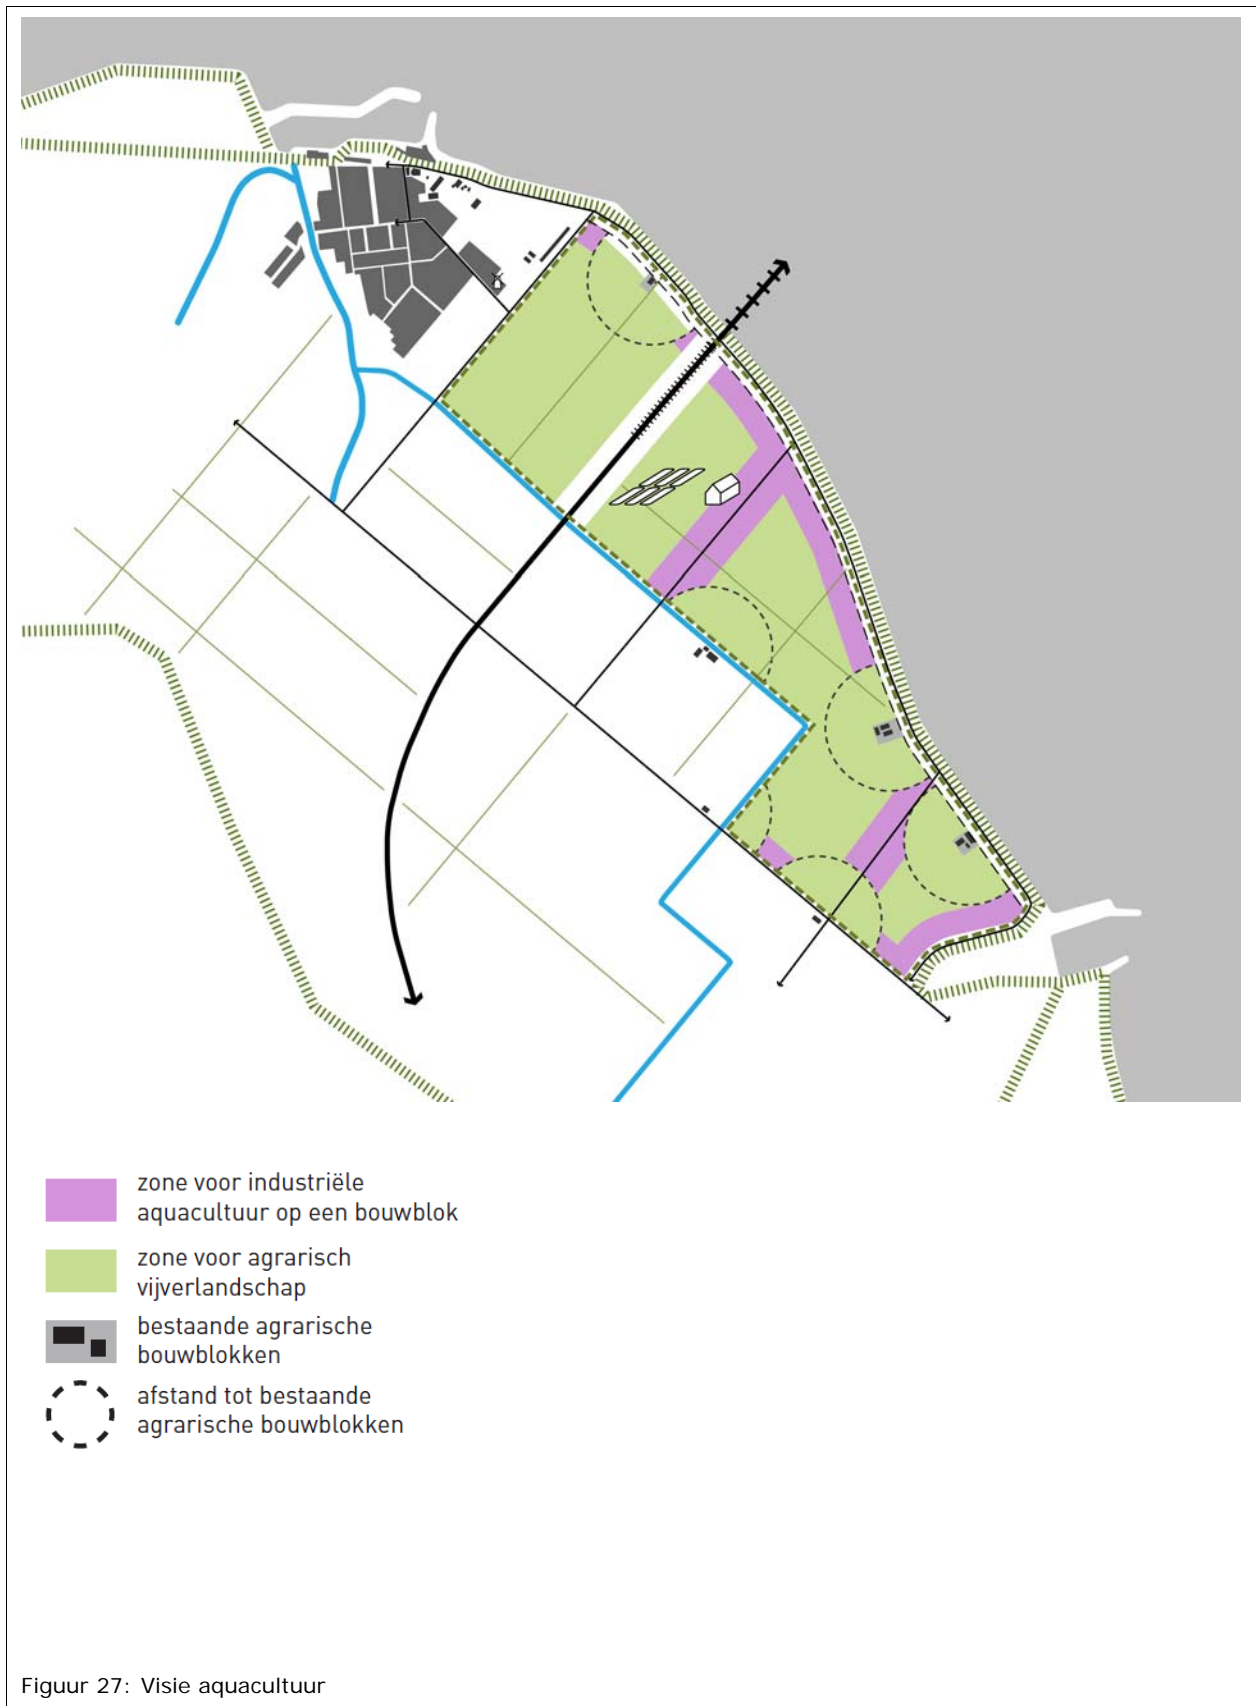 zone voor industriële
aquacultuur op een bouwblok
zone voor agrarisch
vijverlandschap
bestaande agrarische
bouwblokken
afstand tot bestaande
agrarische bouwblokken
Figuur 27: Visie aquacultuur